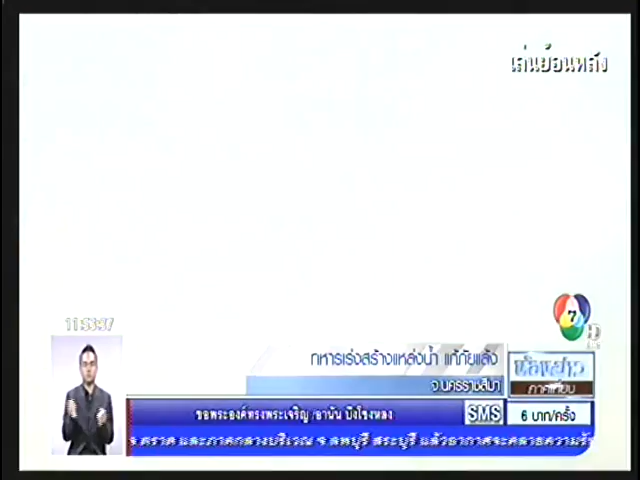 เล่นย้อนหลัง
7
HD
11:53:37
ทหารเร่งสร้างแหล่งน้ำ แก้ภัยแล้ง
จ.นครราชสีมา
ห้องข่าว
ภาคเที่ยง
ขอพระองค์ทรงพระเจริญ /อานัน บึงโขงหลง
SMS
6 บาท/ครั้ง
จ.ตราด และภาคกลางบริเวณ จ.ลพบุรี สระบุรี แล้วอากาศจะคลายความร้